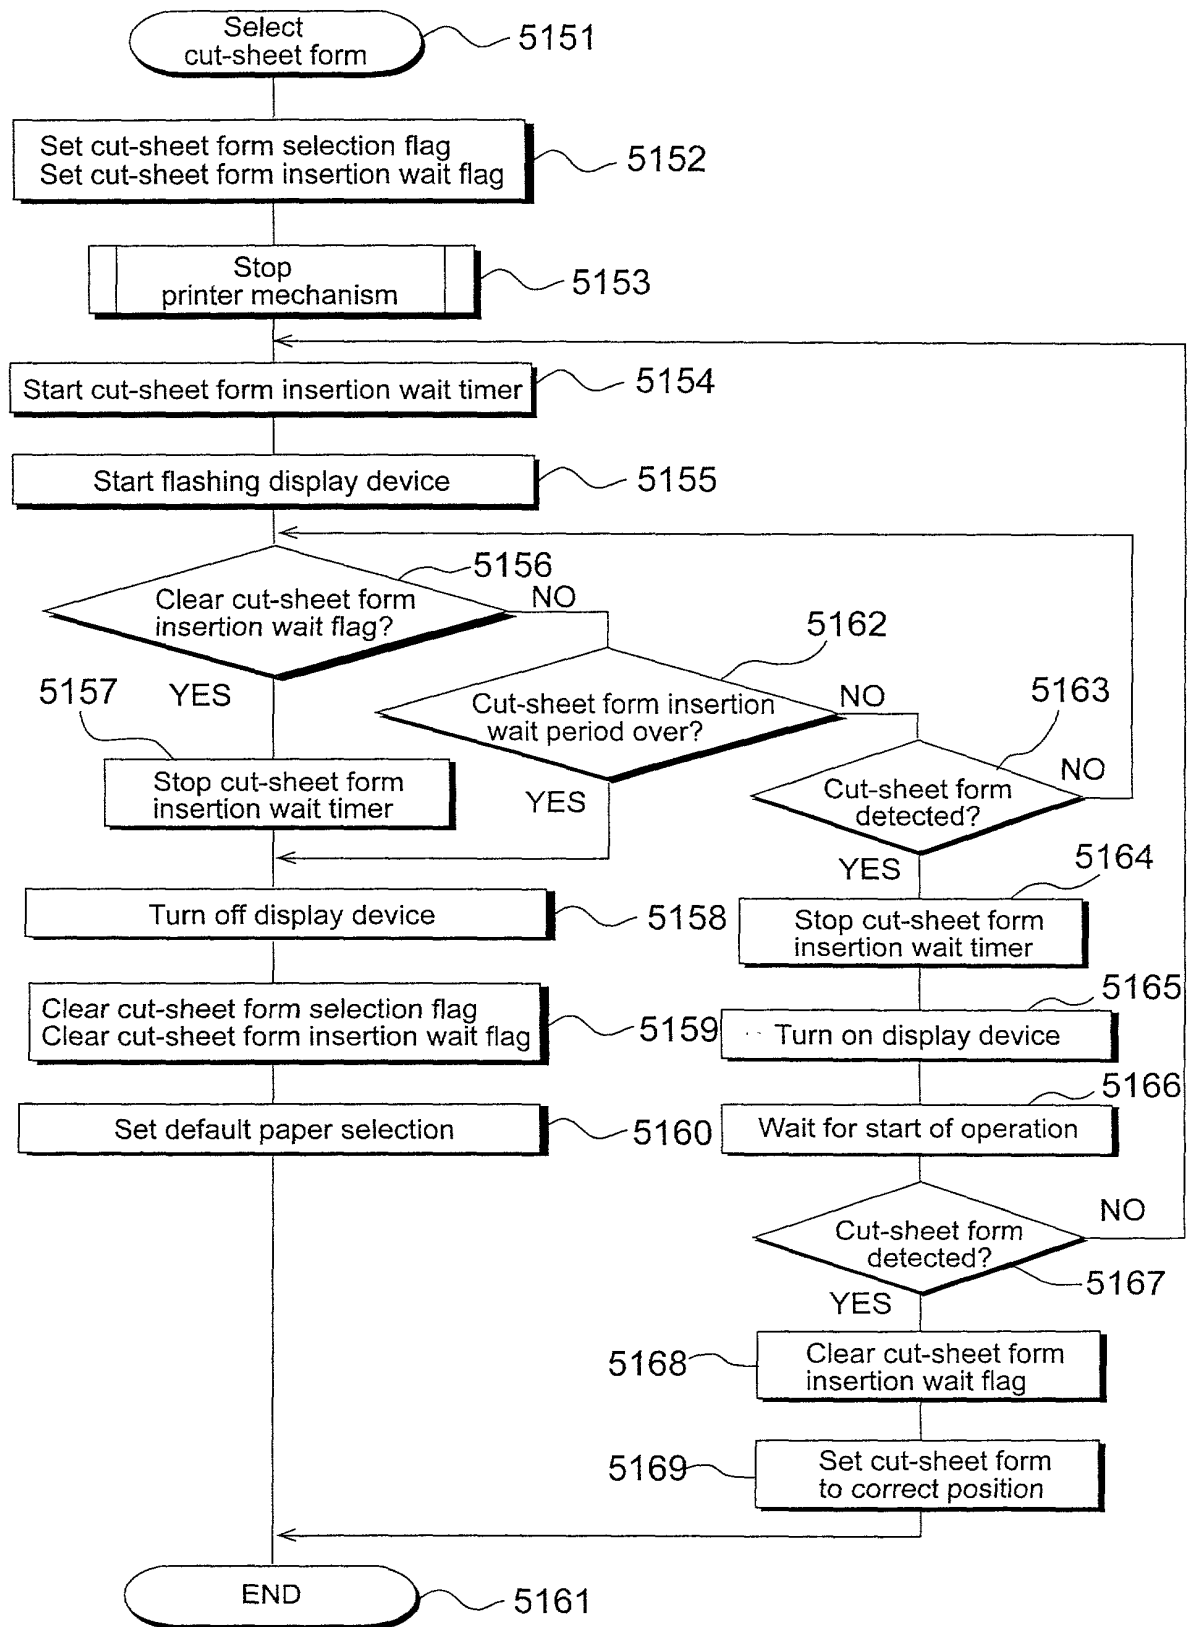 Select
cut-sheet form
5151
Set cut-sheet form selection flag
Set cut-sheet form insertion wait flag
5152
Stop
printer mechanism
5153
Start cut-sheet form insertion wait timer
5154
Start flashing display device
5155
5156
Clear cut-sheet form
insertion wait flag?
NO
YES
5162
Cut-sheet form insertion
wait period over?
NO
YES
5163
Cut-sheet form
detected?
NO
YES
5157
Stop cut-sheet form
insertion wait timer
5164
Stop cut-sheet form
insertion wait timer
Turn off display device
5158
5165
Turn on display device
Clear cut-sheet form selection flag
Clear cut-sheet form insertion wait flag
5159
5166
Wait for start of operation
Set default paper selection
5160
Cut-sheet form
detected?
NO
5167
YES
5168
Clear cut-sheet form
insertion wait flag
5169
Set cut-sheet form
to correct position
END
5161